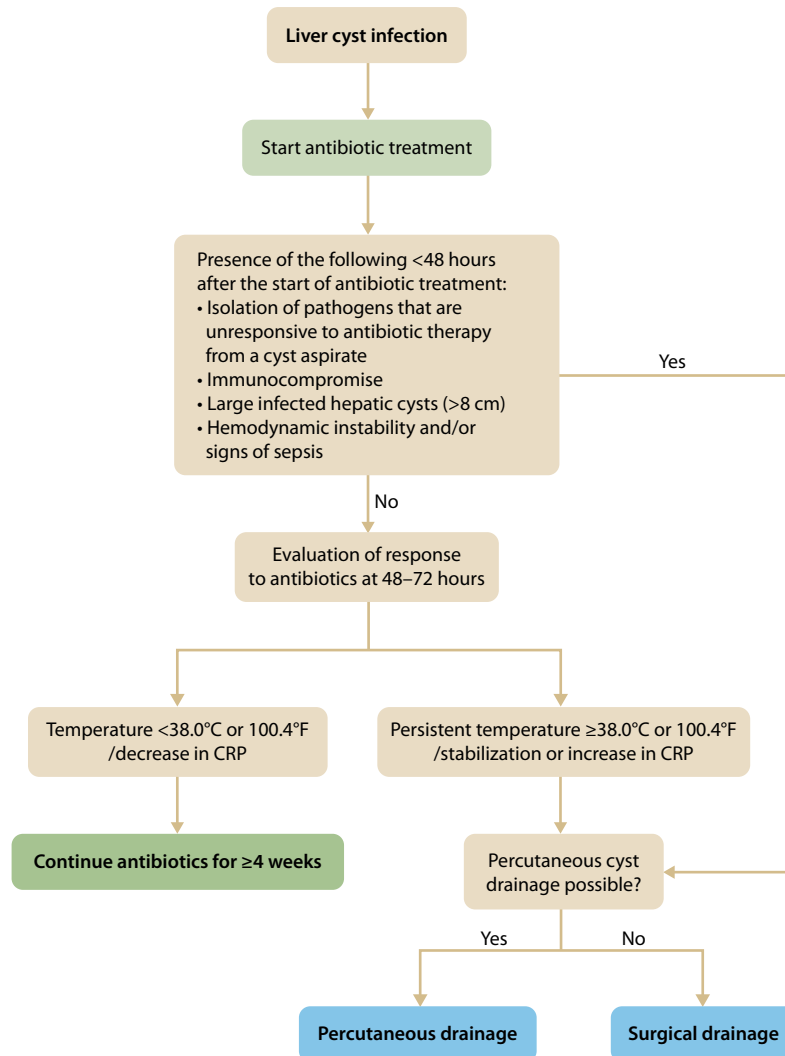 Liver cyst infection
Start antibiotic treatment
Presence of the following <48 hours
after the start of antibiotic treatment:
• Isolation of pathogens that are
unresponsive to antibiotic therapy
from a cyst aspirate
• Immunocompromise
• Large infected hepatic cysts (>8 cm)
• Hemodynamic instability and/or
signs of sepsis
Yes
No
Evaluation of response
to antibiotics at 48–72 hours
Temperature <38.0°C or 100.4°F
/decrease in CRP
Persistent temperature ≥38.0°C or 100.4°F
/stabilization or increase in CRP
Continue antibiotics for ≥4 weeks
Percutaneous cyst
drainage possible?
Yes
No
Percutaneous drainage
Surgical drainage